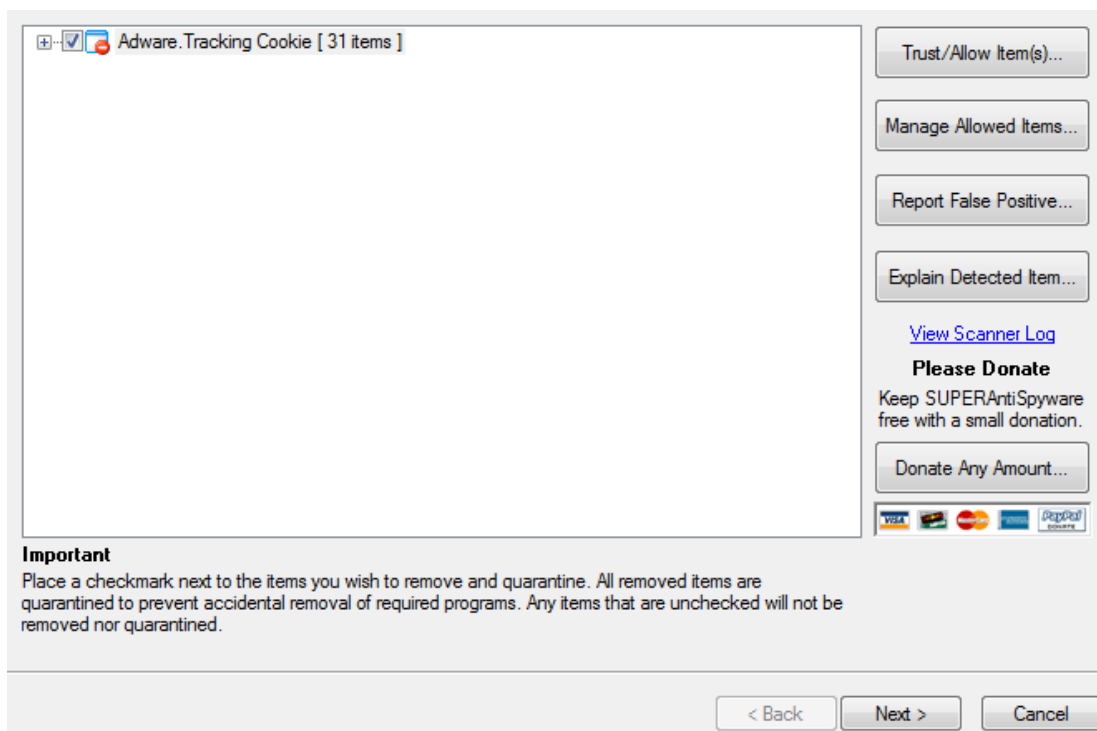 Adware.Tracking Cookie [ 31 items ]
Trust/Allow Item(s)...
Manage Allowed Items...
Report False Positive...
Explain Detected Item...
View Scanner Log
Please Donate
Keep SUPERAntiSpyware
free with a small donation.
Donate Any Amount...
VISA
PayPal
DONATE
Important
Place a checkmark next to the items you wish to remove and quarantine. All removed items are
quarantined to prevent accidental removal of required programs. Any items that are unchecked will not be
removed nor quarantined.
< Back
Next >
Cancel